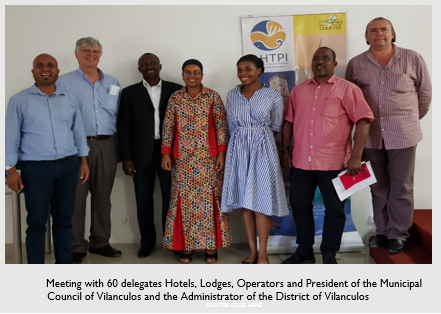 HTPI
Meeting with 60 delegates Hotels, Lodges, Operators and President of the Municipal
Council of Vilanculos and the Administrator of the District of Vilanculos